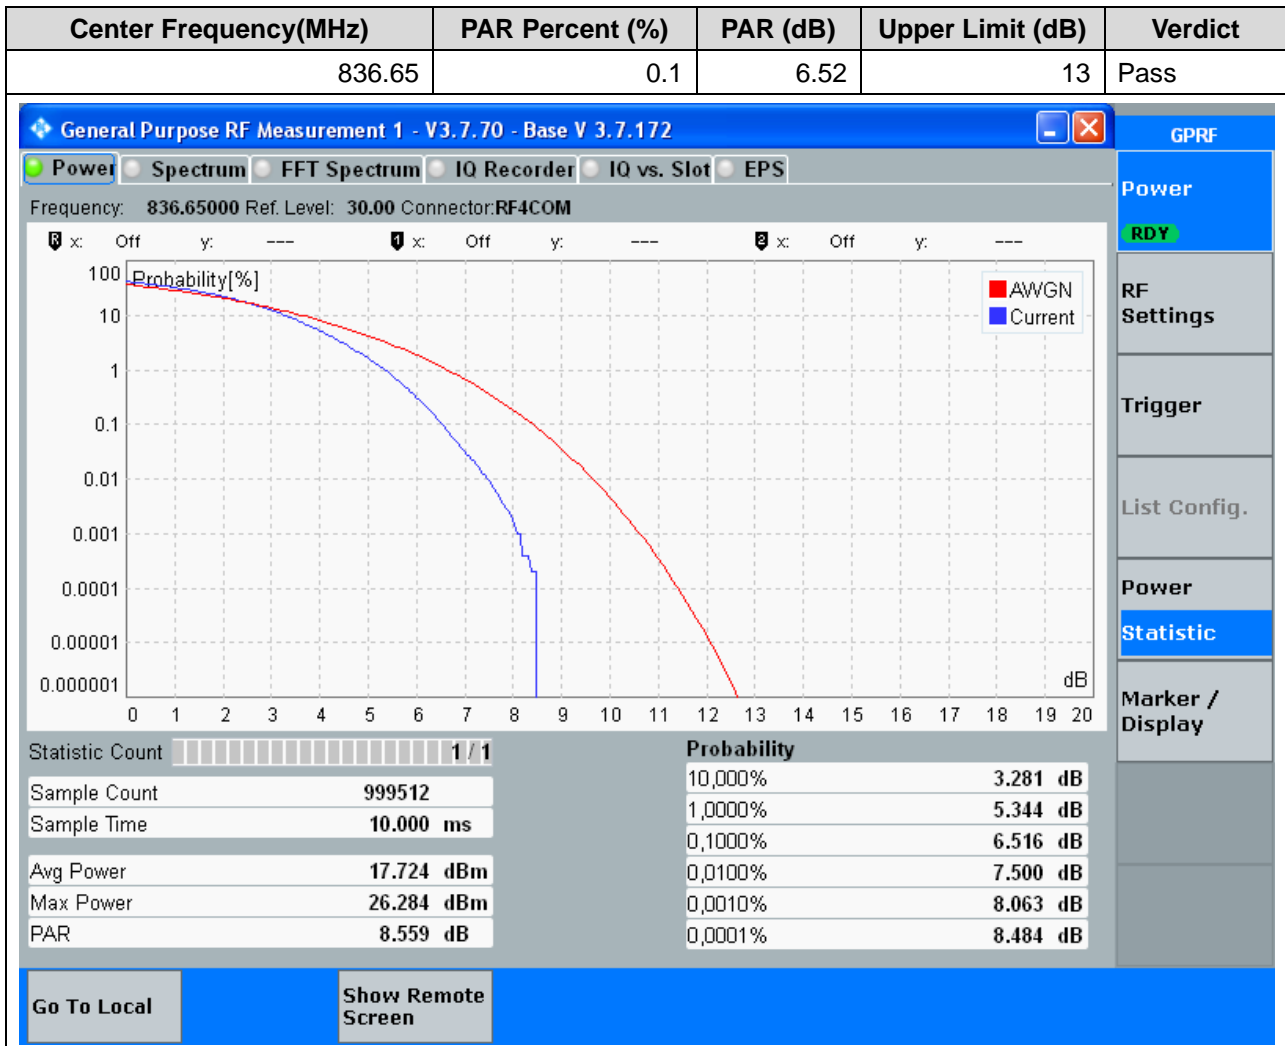 Center Frequency(MHz) PAR Percent (%) PAR (dB) Upper Limit (dB) Verdict
836.65 0.1 6.52 13 Pass
General Purpose RF Measurement 1 - V3.7.70 - Base V 3.7.172
GPRF
Power Spectrum FFT Spectrum IQ Recorder IQ vs. Slot EPS
Frequency: 836.65000 Ref. Level: 30.00 Connector:RF4COM
R x: Off y: --- 1 x: Off y: --- 2 x: Off y: ---
Probability[%]
AWGN
Current
100
10
1
0.1
0.01
0.001
0.0001
0.00001
0.000001
dB
0 1 2 3 4 5 6 7 8 9 10 11 12 13 14 15 16 17 18 19 20
Statistic Count 1 / 1
Sample Count 999512
Sample Time 10.000 ms
Avg Power 17.724 dBm
Max Power 26.284 dBm
PAR 8.559 dB
Probability
10,000% 3.281 dB
1,0000% 5.344 dB
0,1000% 6.516 dB
0,0100% 7.500 dB
0,0010% 8.063 dB
0,0001% 8.484 dB
Power
RDY
RF
Settings
Trigger
List Config.
Power
Statistic
Marker /
Display
Go To Local
Show Remote
Screen